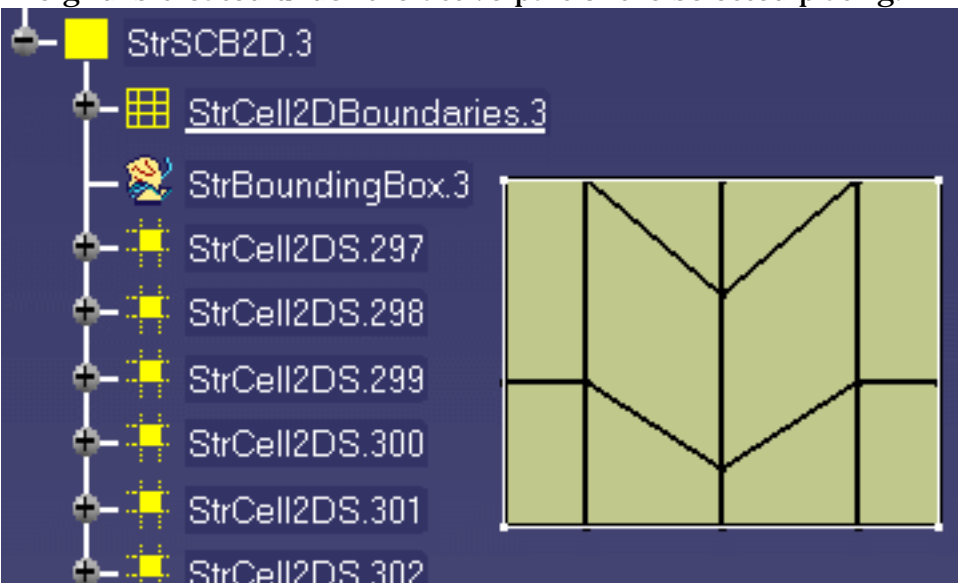 StrSCB2D.3
StrCell2DBoundaries.3
StrBoundingBox.3
StrCell2DS.297
StrCell2DS.298
StrCell2DS.299
StrCell2DS.300
StrCell2DS.301
StrCell2DS.302